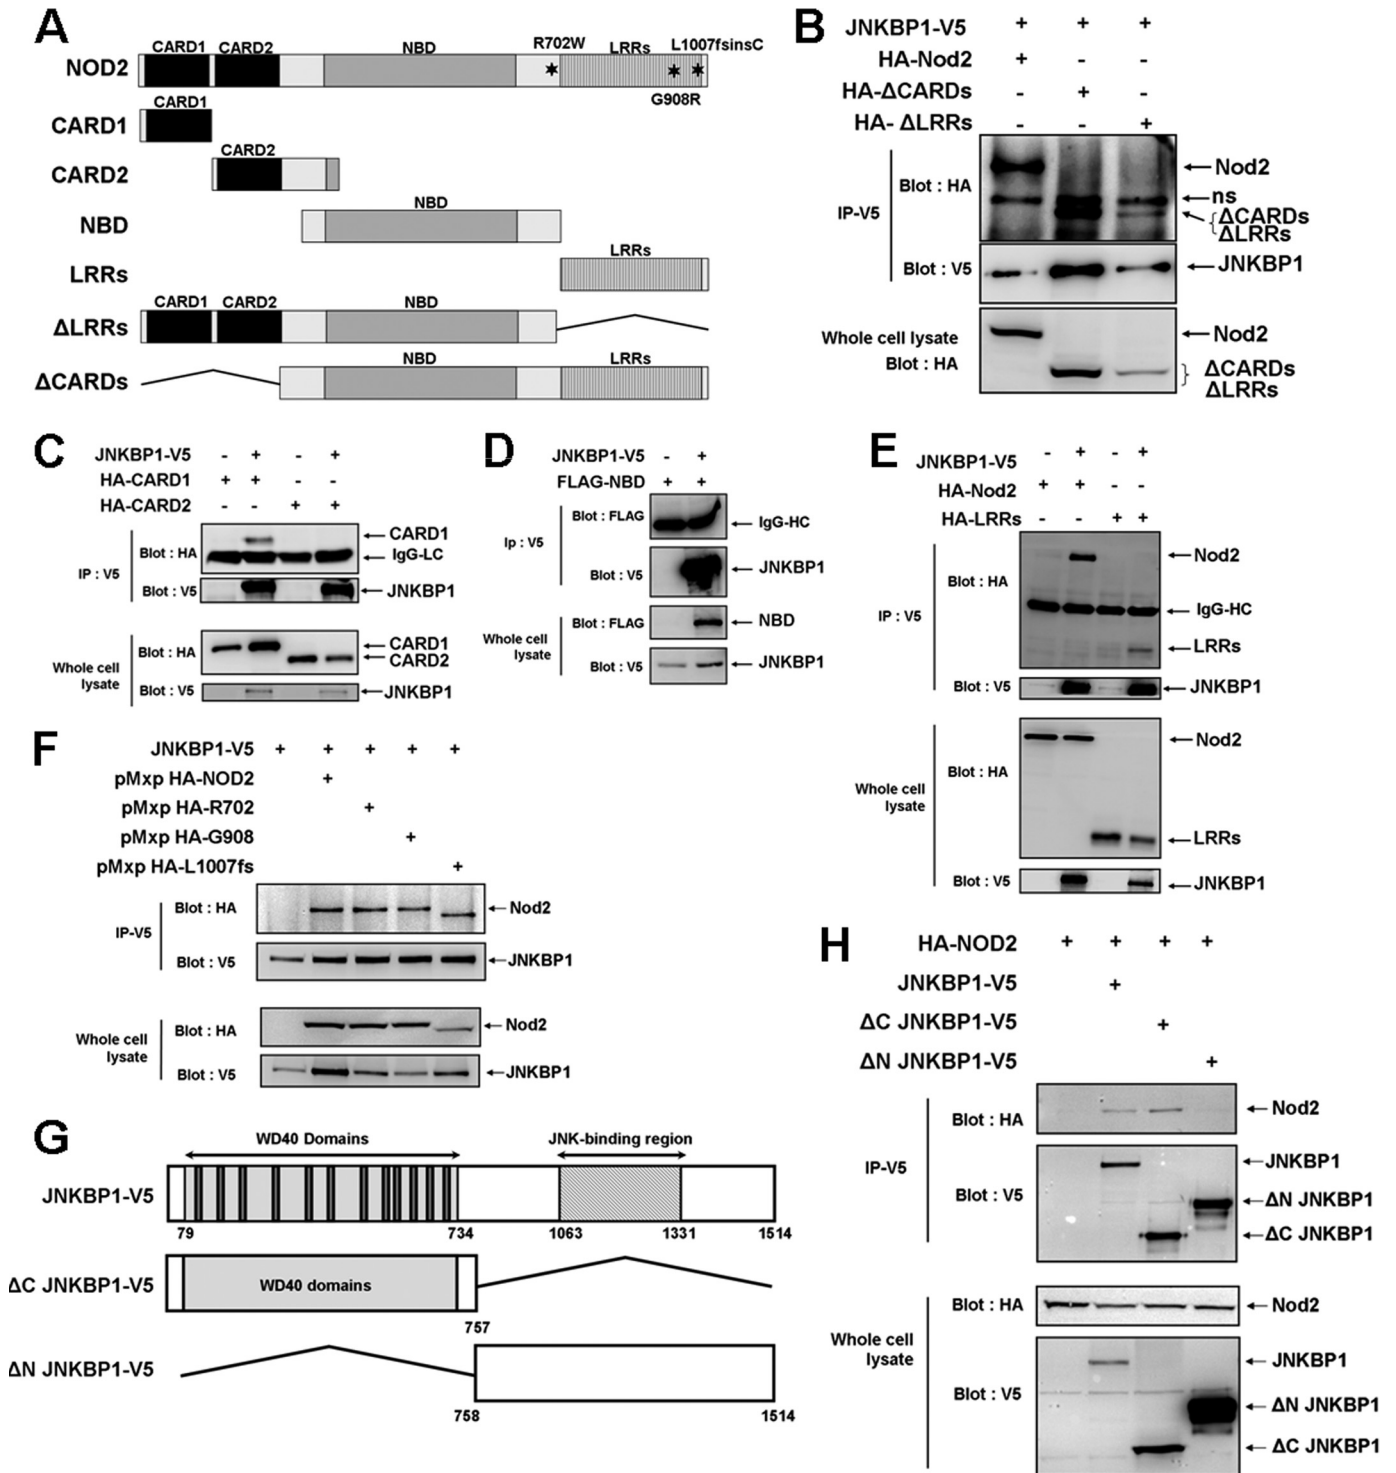 A
CARD1 CARD2 NBD R702W LRRs L1007fsinsC
NOD2
G908R
CARD1
CARD1
CARD2
CARD2
NBD
NBD
LRRs
LRRs
CARD1 CARD2 NBD
ΔLRRs
NBD LRRs
ΔCARDs
B
JNKBP1-V5 + + +
HA-Nod2 + - -
HA-ΔCARDs - + -
HA- ΔLRRs - - +
IP-V5
Blot : HA
Nod2
ns
ΔCARDs
ΔLRRs
Blot : V5
JNKBP1
Whole cell lysate
Blot : HA
Nod2
ΔCARDs
ΔLRRs
C
JNKBP1-V5 - + - +
HA-CARD1 + + - -
HA-CARD2 - - + +
IP : V5
Blot : HA
CARD1
IgG-LC
Blot : V5
JNKBP1
Whole cell
lysate
Blot : HA
CARD1
CARD2
Blot : V5
JNKBP1
D
JNKBP1-V5 - +
FLAG-NBD + +
Ip : V5
Blot : FLAG
IgG-HC
Blot : V5
JNKBP1
Whole cell
lysate
Blot : FLAG
NBD
Blot : V5
JNKBP1
E
JNKBP1-V5 - + - +
HA-Nod2 + + - -
HA-LRRs - - + +
IP : V5
Blot : HA
Nod2
IgG-HC
LRRs
Blot : V5
JNKBP1
Whole cell
lysate
Blot : HA
Nod2
LRRs
Blot : V5
JNKBP1
F
JNKBP1-V5 + + + + +
pMxp HA-NOD2 +
pMxp HA-R702 +
pMxp HA-G908 +
pMxp HA-L1007fs +
IP-V5
Blot : HA
Nod2
Blot : V5
JNKBP1
Whole cell
lysate
Blot : HA
Nod2
Blot : V5
JNKBP1
G
WD40 Domains JNK-binding region
JNKBP1-V5
79 734 1063 1331 1514
ΔC JNKBP1-V5 WD40 domains
757
ΔN JNKBP1-V5
758 1514
H
HA-NOD2 + + + +
JNKBP1-V5 +
ΔC JNKBP1-V5 +
ΔN JNKBP1-V5 +
IP-V5
Blot : HA
Nod2
Blot : V5
JNKBP1
ΔN JNKBP1
ΔC JNKBP1
Whole cell
lysate
Blot : HA
Nod2
Blot : V5
JNKBP1
ΔN JNKBP1
ΔC JNKBP1